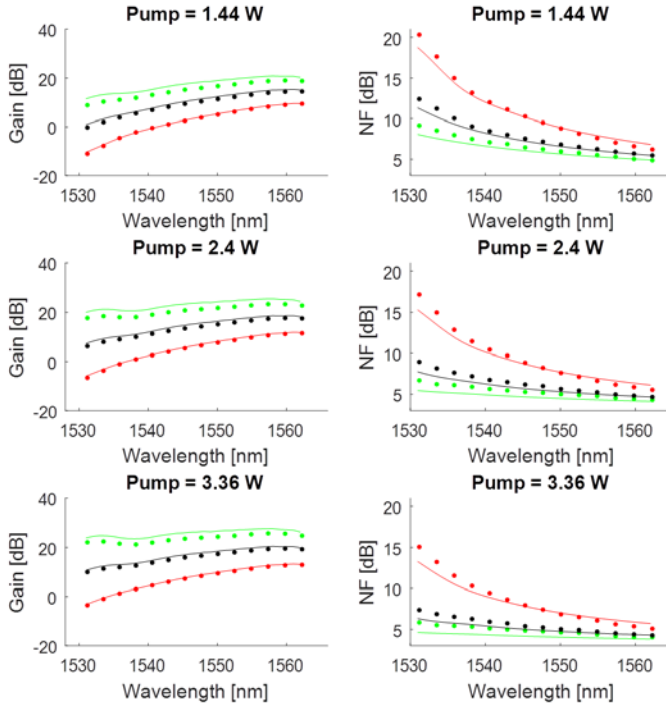 Pump = 1.44 W
Gain [dB]
40
20
0
-20
1530 1540 1550 1560
Wavelength [nm]
Pump = 1.44 W
NF [dB]
20
15
10
5
1530 1540 1550 1560
Wavelength [nm]
Pump = 2.4 W
Gain [dB]
40
20
0
-20
1530 1540 1550 1560
Wavelength [nm]
Pump = 2.4 W
NF [dB]
20
15
10
5
1530 1540 1550 1560
Wavelength [nm]
Pump = 3.36 W
Gain [dB]
40
20
0
-20
1530 1540 1550 1560
Wavelength [nm]
Pump = 3.36 W
NF [dB]
20
15
10
5
1530 1540 1550 1560
Wavelength [nm]